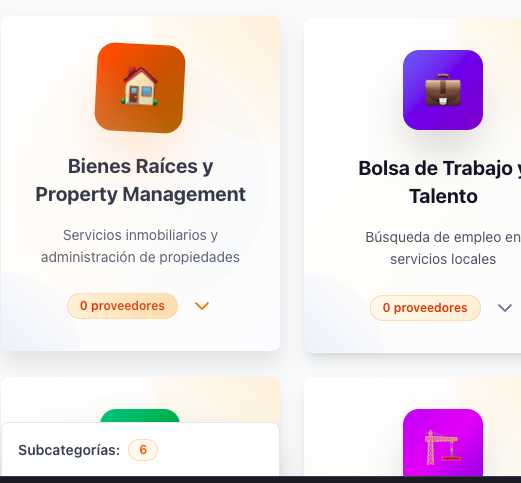 Bienes Raíces y
Property Management
Servicios inmobiliarios y
administración de propiedades
0 proveedores
Bolsa de Trabajo y
Talento
Búsqueda de empleo en
servicios locales
0 proveedores
Subcategorías: 6